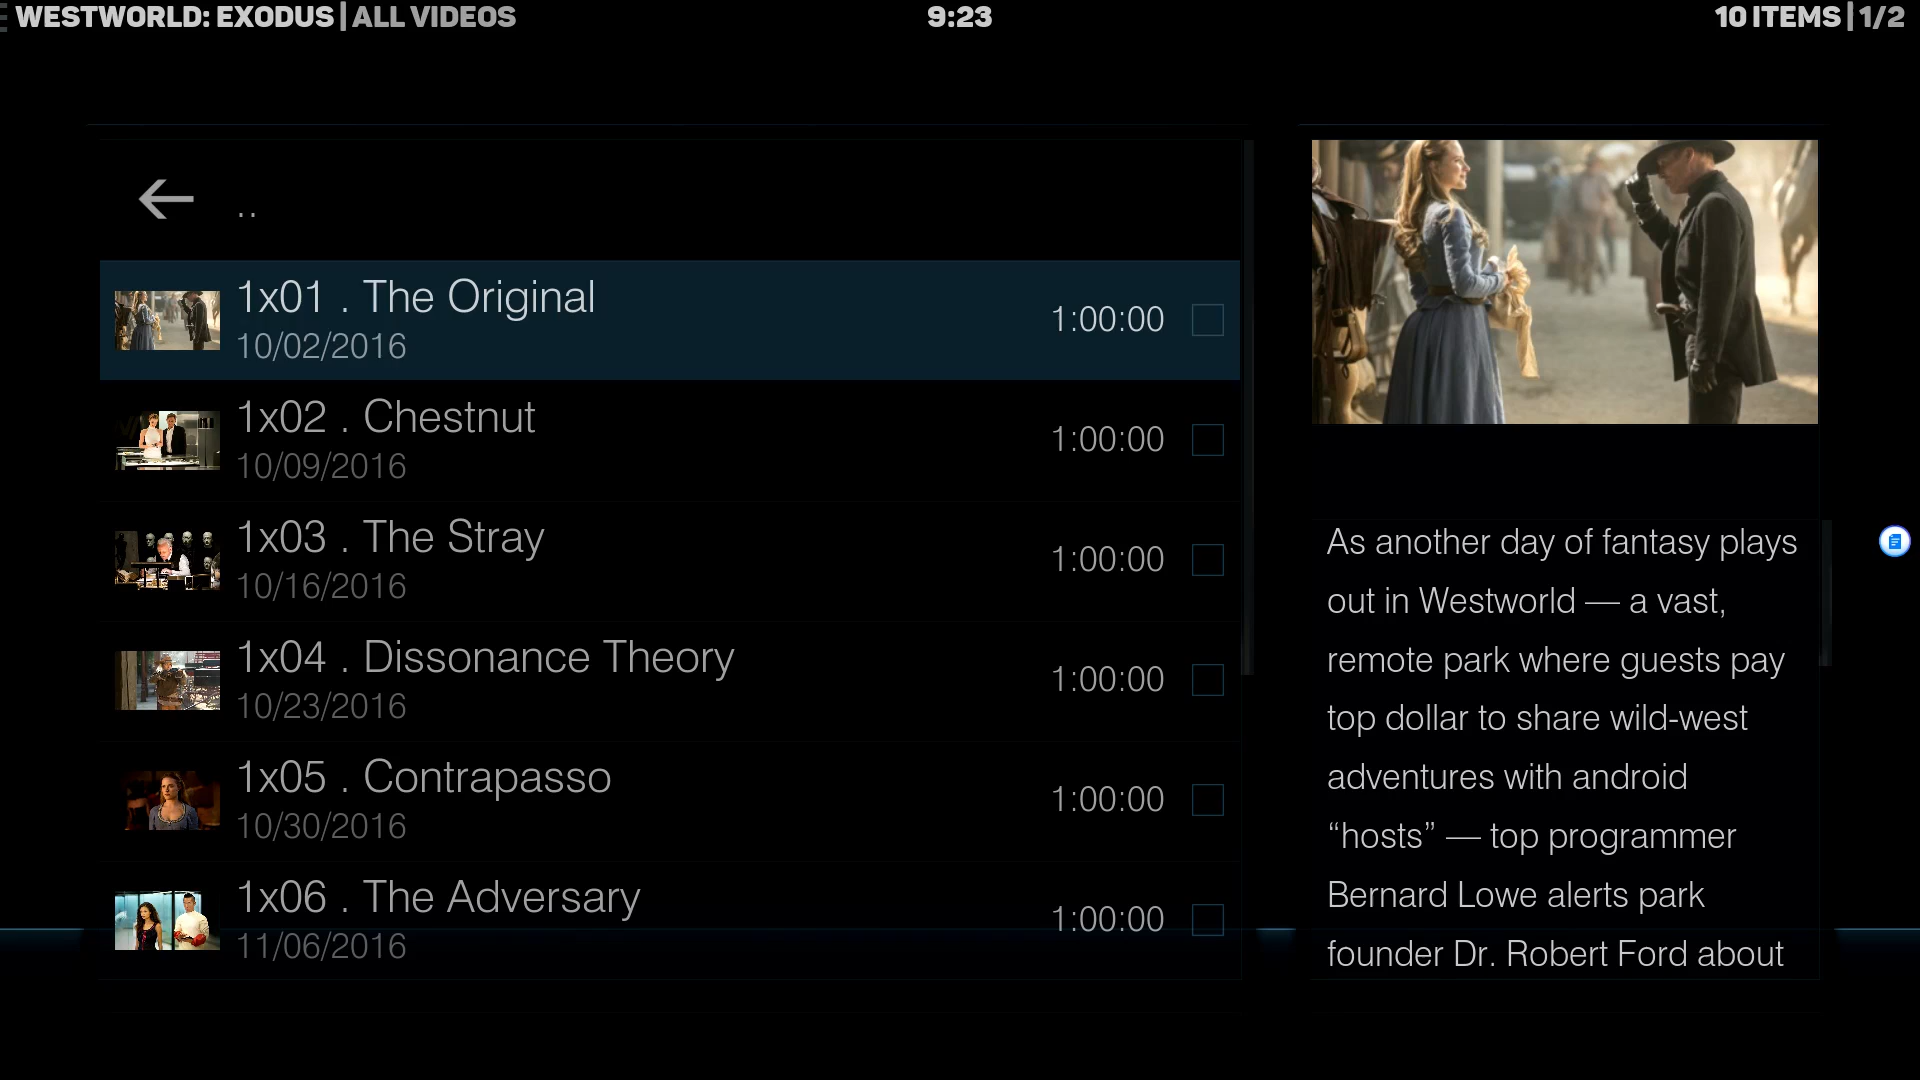 WESTWORLD: EXODUS | ALL VIDEOS
9:23
10 ITEMS | 1/2
..
1x01 . The Original
10/02/2016
1:00:00
1x02 . Chestnut
10/09/2016
1:00:00
1x03 . The Stray
10/16/2016
1:00:00
1x04 . Dissonance Theory
10/23/2016
1:00:00
1x05 . Contrapasso
10/30/2016
1:00:00
1x06 . The Adversary
11/06/2016
1:00:00
As another day of fantasy plays
out in Westworld — a vast,
remote park where guests pay
top dollar to share wild-west
adventures with android
“hosts” — top programmer
Bernard Lowe alerts park
founder Dr. Robert Ford about